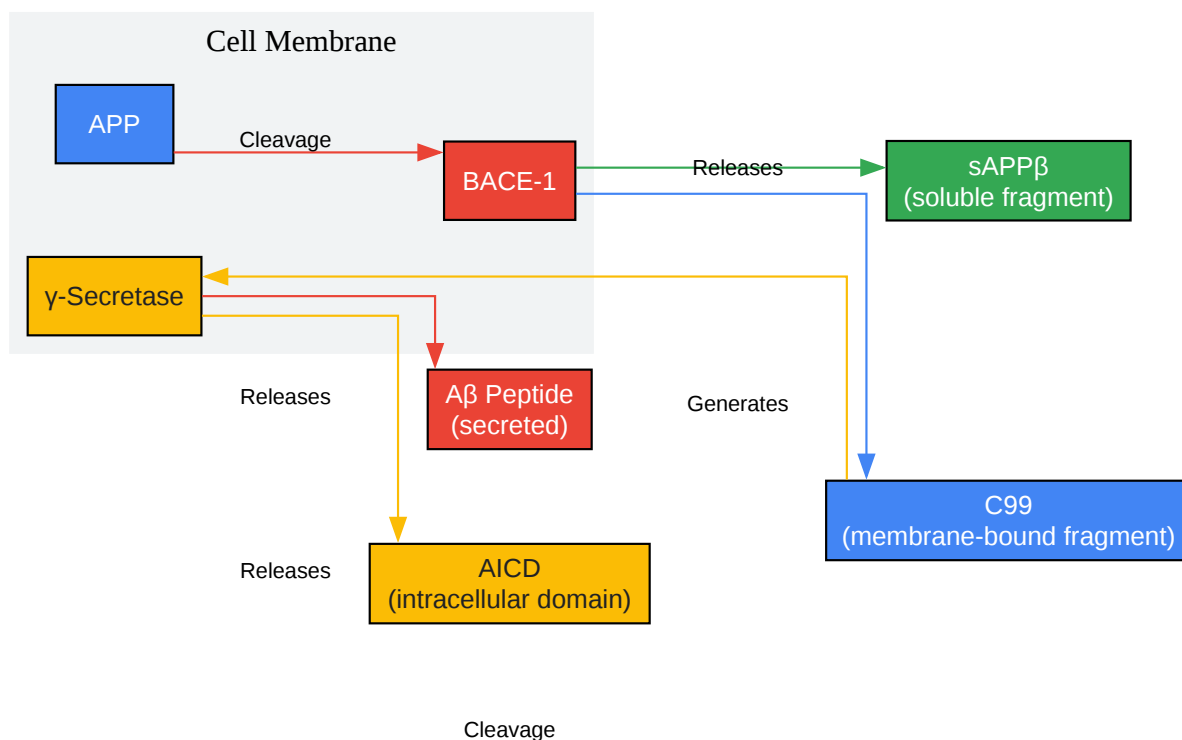 Cell Membrane
APP
Cleavage
BACE-1
Releases
sAPPβ
(soluble fragment)
γ-Secretase
Releases
Aβ Peptide
(secreted)
Generates
C99
(membrane-bound fragment)
Releases
AICD
(intracellular domain)
Cleavage